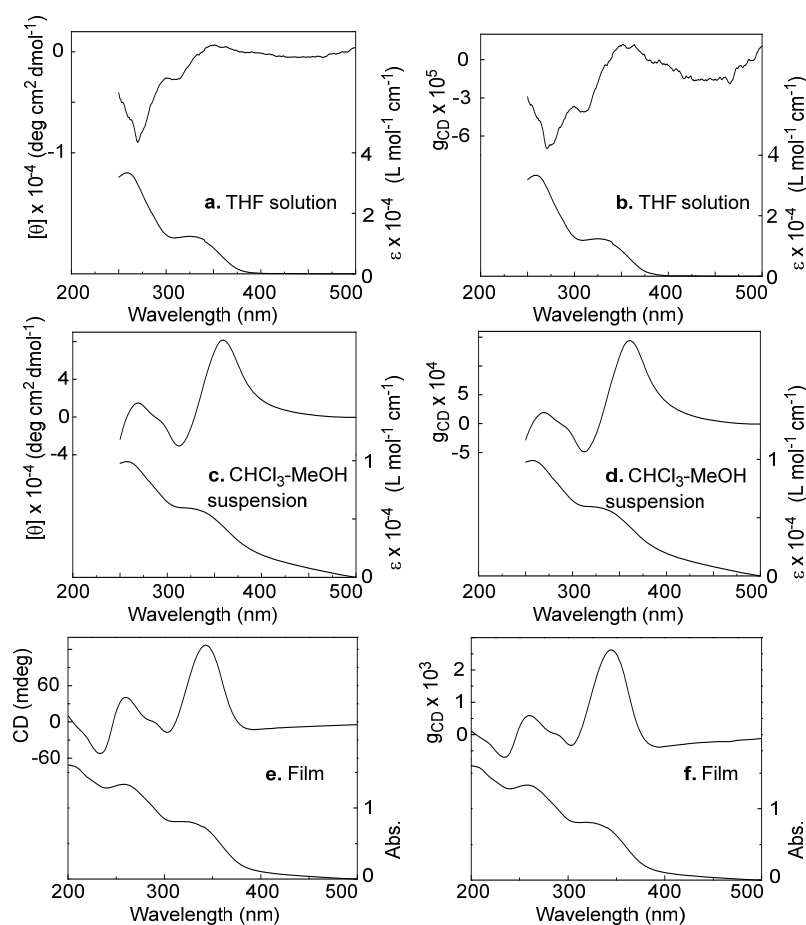 [θ] x 10-4 (deg cm2 dmol-1)
0
-1
4
2
0
ε x 10-4 (L mol-1 cm-1)
a. THF solution
200 300 400 500
Wavelength (nm)
gCD x 105
0
-3
-6
4
2
0
ε x 10-4 (L mol-1 cm-1)
b. THF solution
200 300 400 500
Wavelength (nm)
[θ] x 10-4 (deg cm2 dmol-1)
4
0
-4
1
0
ε x 10-4 (L mol-1 cm-1)
c. CHCl3-MeOH
suspension
200 300 400 500
Wavelength (nm)
gCD x 104
5
0
-5
1
0
ε x 10-4 (L mol-1 cm-1)
d. CHCl3-MeOH
suspension
200 300 400 500
Wavelength (nm)
CD (mdeg)
60
0
-60
1
0
Abs.
e. Film
200 300 400 500
Wavelength (nm)
gCD x 103
2
1
0
1
0
Abs.
f. Film
200 300 400 500
Wavelength (nm)